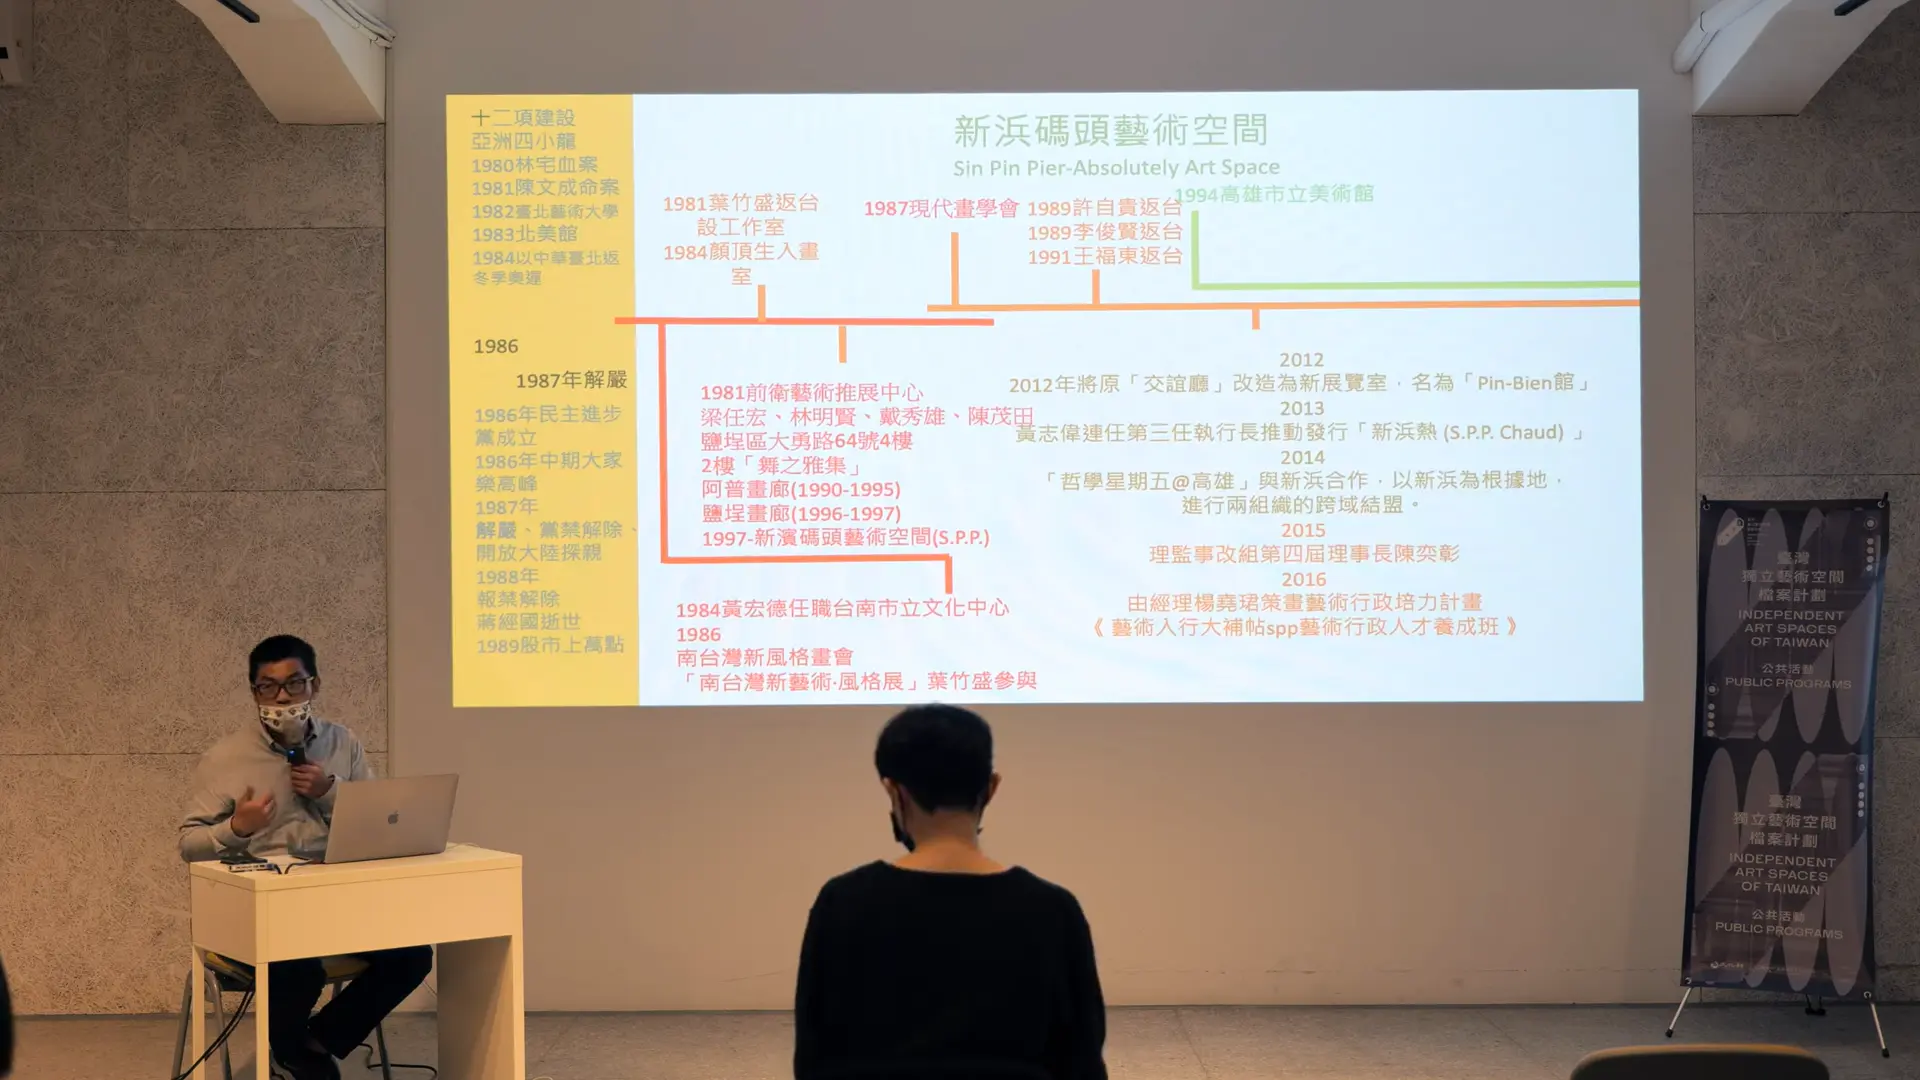 十二項建設
亞洲四小龍
1980林宅血案
1981陳文成命案
1982臺北藝術大學
1983北美館
1984以中華臺北返
冬季奧運
1986
1987年解嚴
1986年民主進步
黨成立
1986年中期大家
樂高峰
1987年
解嚴、黨禁解除、
開放大陸探親
1988年
報禁解除
蔣經國逝世
1989股市上萬點
新浜碼頭藝術空間
Sin Pin Pier-Absolutely Art Space
1981葉竹盛返台
設工作室
1984顏頂生入畫
室
1987現代畫學會
1989許自貴返台
1989李俊賢返台
1991王福東返台
1994高雄市立美術館
1981前衛藝術推展中心
梁任宏、林明賢、戴秀雄、陳茂田
鹽埕區大勇路64號4樓
2樓「舞之雅集」
阿普畫廊(1990-1995)
鹽埕畫廊(1996-1997)
1997-新濱碼頭藝術空間(S.P.P.)
1984黃宏德任職台南市立文化中心
1986
南台灣新風格畫會
「南台灣新藝術·風格展」葉竹盛參與
2012
2012年將原「交誼廳」改造為新展覽室，名為「Pin-Bien館」
2013
黃志偉連任第三任執行長推動發行「新浜熱 (S.P.P. Chaud) 」
2014
「哲學星期五@高雄」與新浜合作，以新浜為根據地，
進行兩組織的跨域結盟。
2015
理監事改組第四屆理事長陳奕彰
2016
由經理楊堯珺策畫藝術行政培力計畫
《 藝術入行大補帖spp藝術行政人才養成班 》
臺灣
獨立藝術空間
檔案計劃
INDEPENDENT
ART SPACES
OF TAIWAN
公共活動
PUBLIC PROGRAMS
臺灣
獨立藝術空間
檔案計劃
INDEPENDENT
ART SPACES
OF TAIWAN
公共活動
PUBLIC PROGRAMS